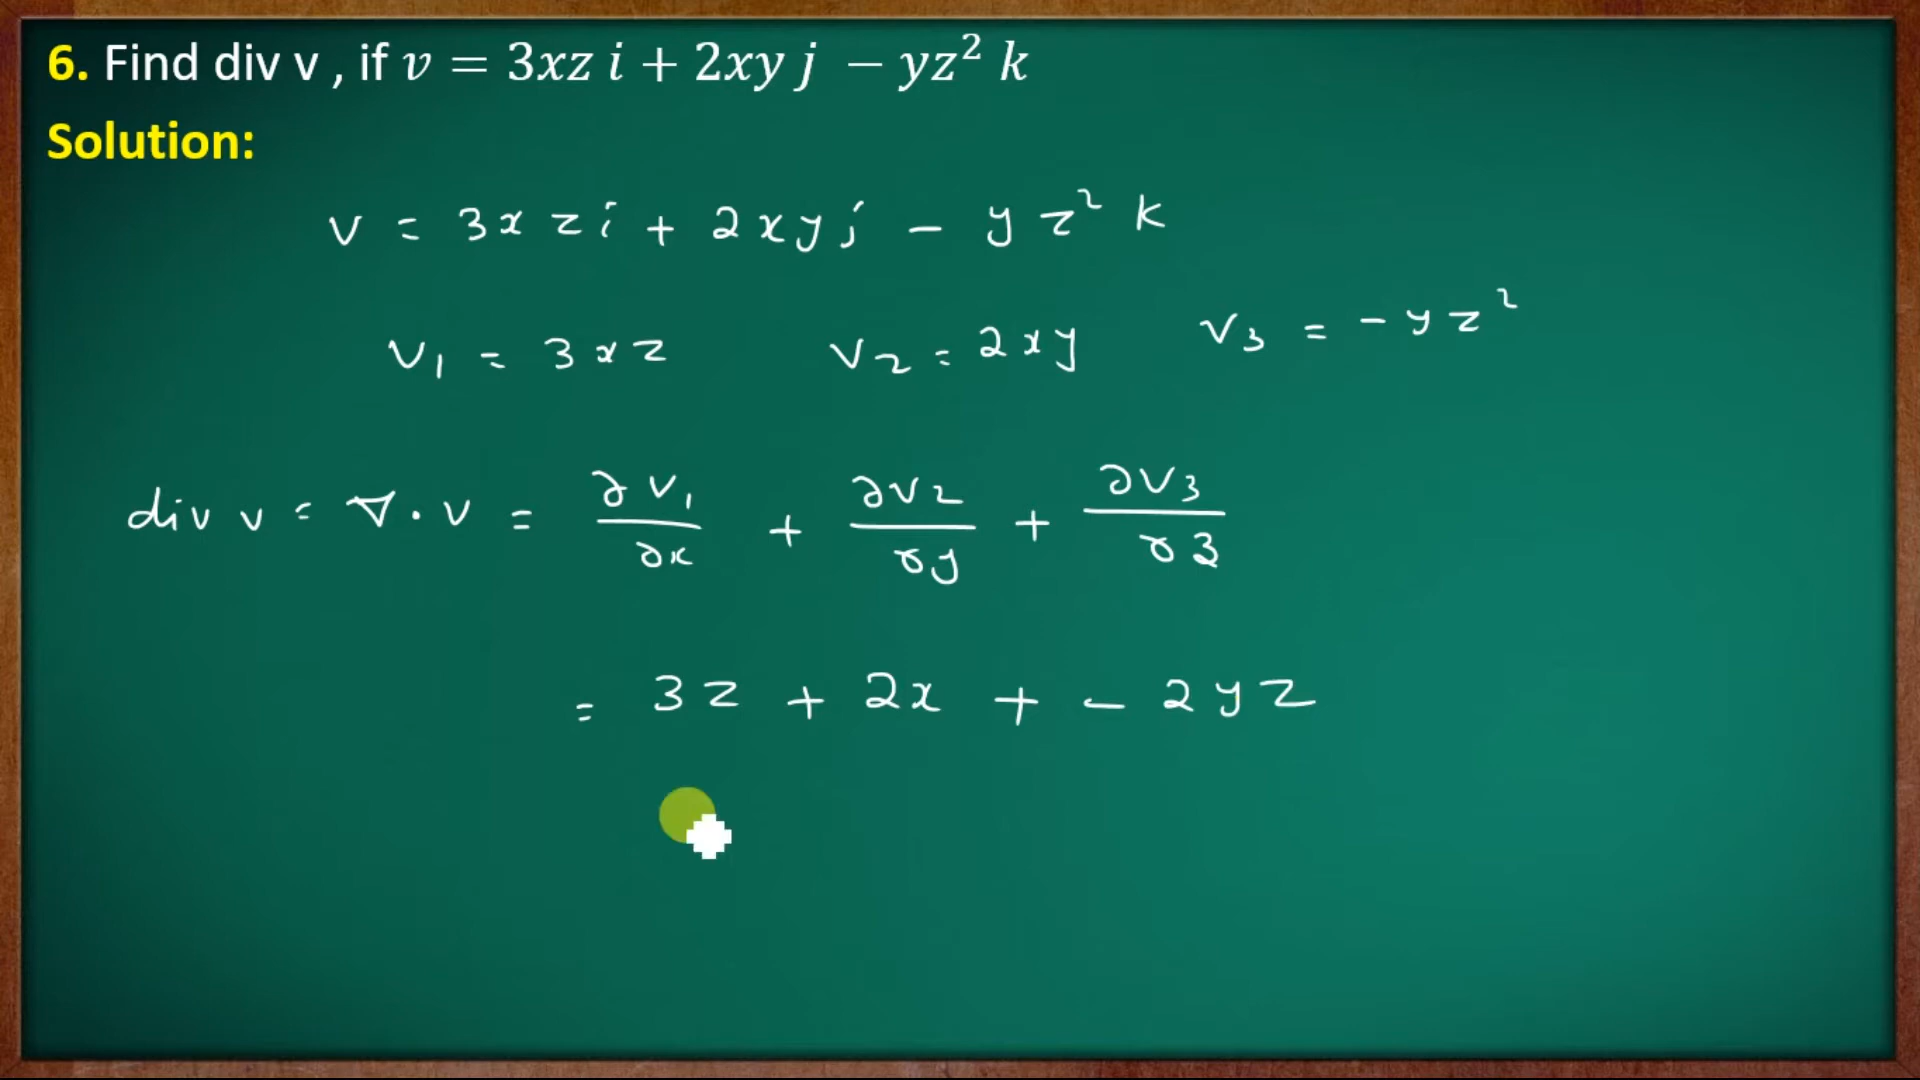 6. Find div v , if v = 3xz i + 2xy j − yz² k
Solution:
v = 3xzi + 2xyj − yz² k
v₁ = 3xz v₂ = 2xy v₃ = −yz²
div v = ∇ · v = ∂v₁/∂x + ∂v₂/∂y + ∂v₃/∂z
= 3z + 2x + − 2yz